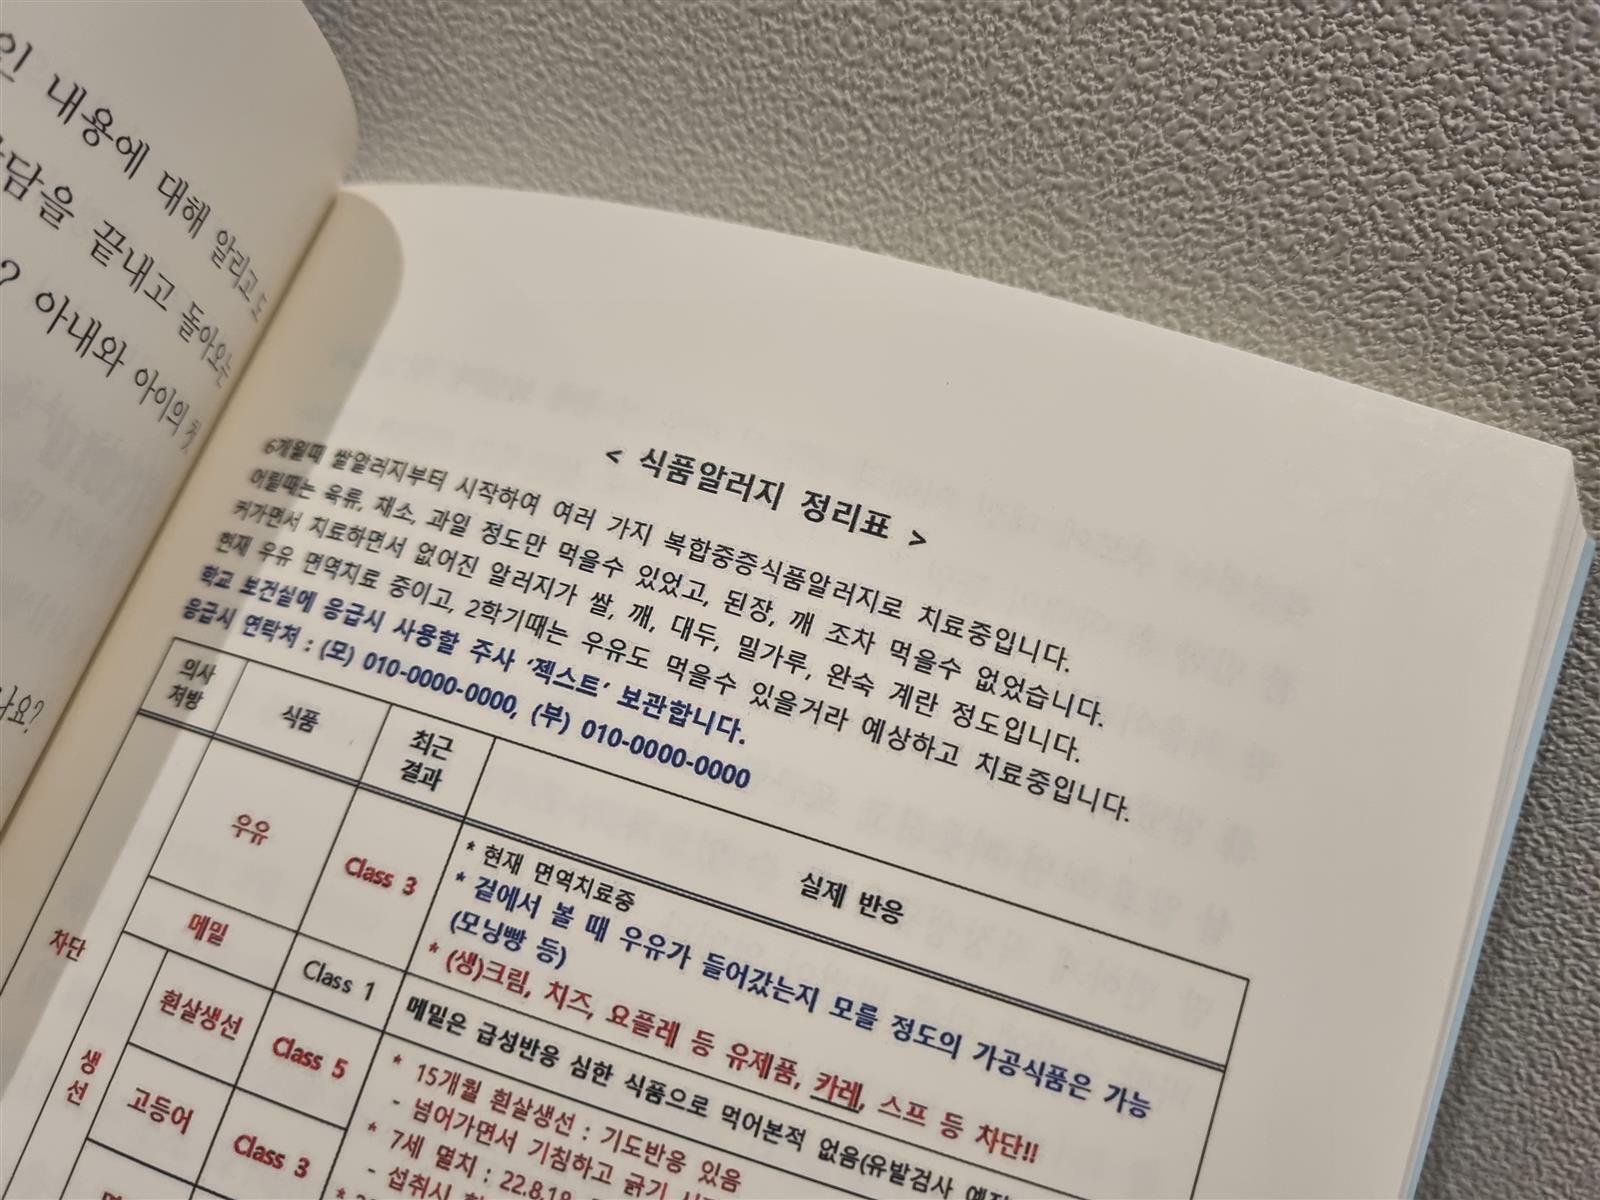 인 내용에 대해 알리고
담을 끝내고 돌아오는
? 아내와 아이의
나요?
< 식품알러지 정리표 >
6개월때 쌀알러지부터 시작하여 여러 가지 복합중증식품알러지로 치료중입니다.
어릴때는 육류, 채소, 과일 정도만 먹을수 있었고, 된장, 깨 조차 먹을수 없었습니다.
커가면서 치료하면서 없어진 알러지가 쌀, 깨, 대두, 밀가루, 완숙 계란 정도입니다.
현재 우유 면역치료 중이고, 2학기때는 우유도 먹을수 있을거라 예상하고 치료중입니다.
학교 보건실에 응급시 사용할 주사 '젝스트' 보관합니다.
응급시 연락처 : (모) 010-0000-0000, (부) 010-0000-0000
의사 처방
식품
최근 결과
실제 반응
차단
우유
Class 3
* 현재 면역치료중
* 겉에서 볼 때 우유가 들어갔는지 모를 정도의 가공식품은 가능
(모닝빵 등)
* (생)크림, 치즈, 요플레 등 유제품, 카레, 스프 등 차단!!
메밀
Class 1
메밀은 급성반응 심한 식품으로 먹어본적 없음(유발검사
생선
흰살생선
Class 5
* 15개월 흰살생선 : 기도반응 있음
- 넘어가면서 기침하고 긁기
고등어
Class 3
* 7세 멸치 : 22.8.18
- 섭취시